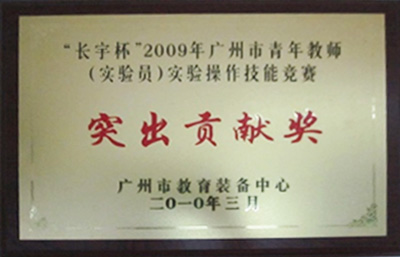 “长宇杯”2009年广州市青年教师
（实验员）实验操作技能竞赛
突出贡献奖
广州市教育装备中心
二〇一〇年三月